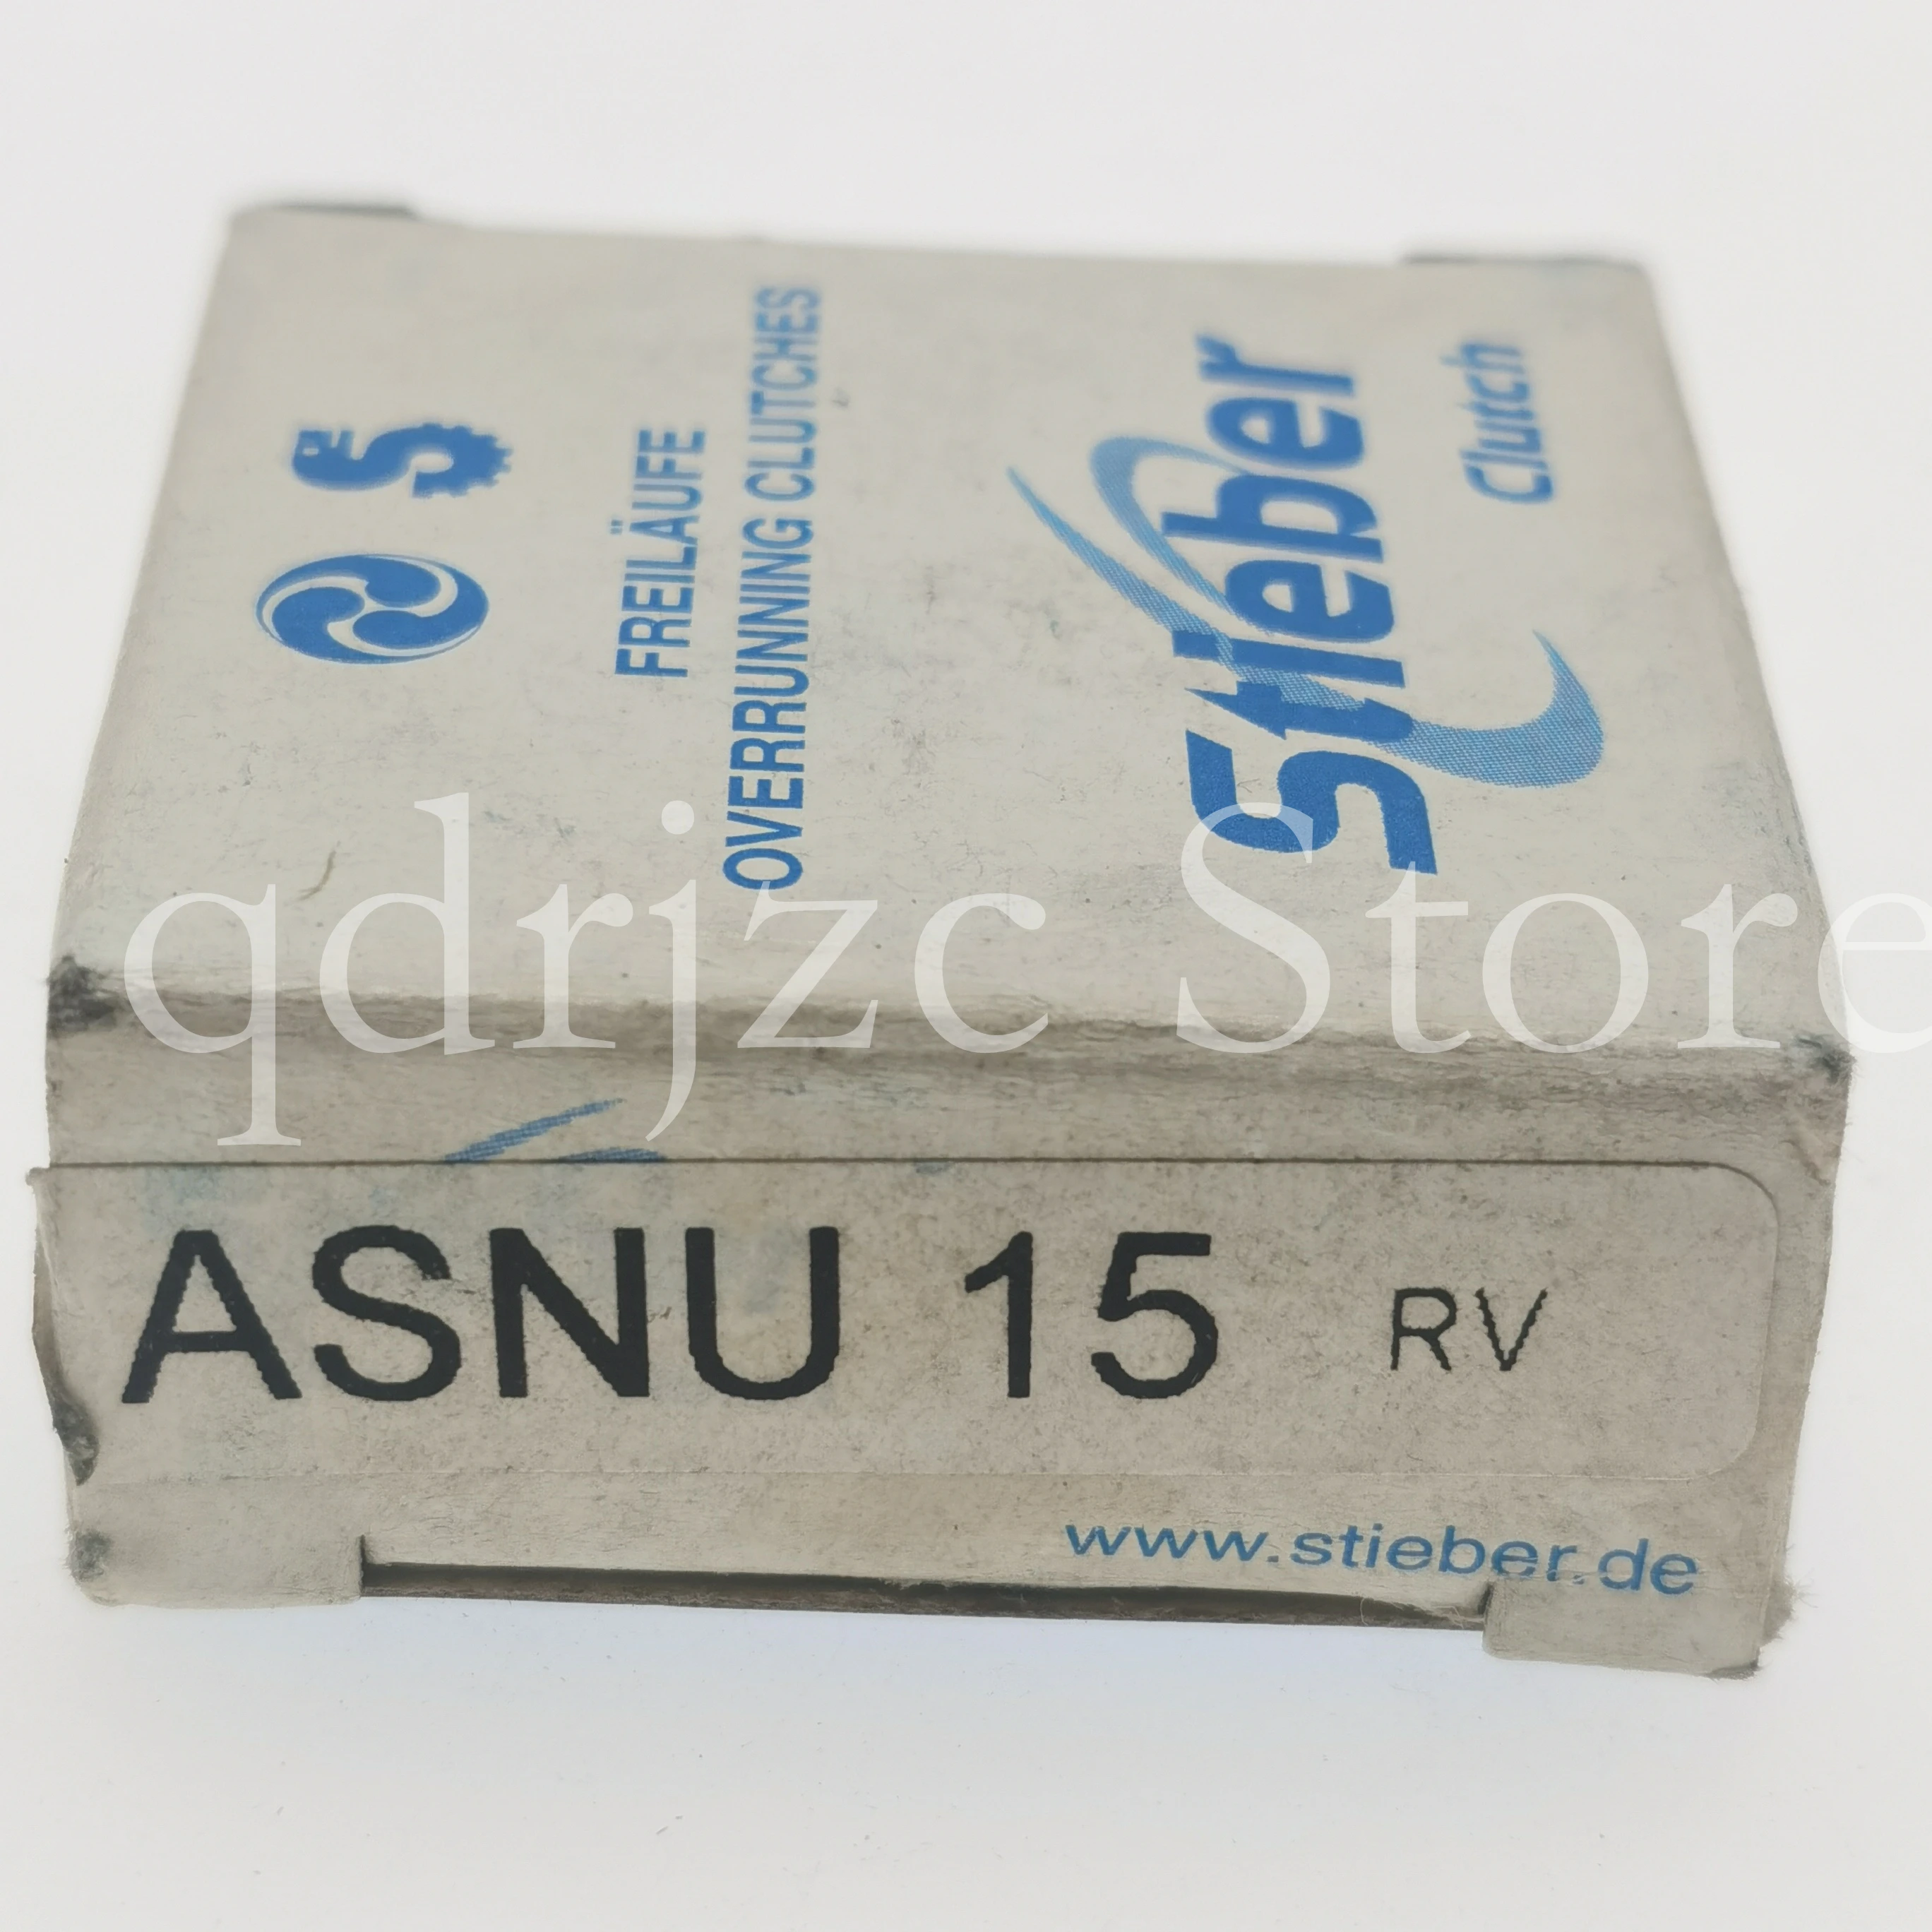 Stieber
Clutch
FREILÄUFE
OVERRUNNING CLUTCHES
qdrjzc Store
ASNU 15 RV
www.stieber.de